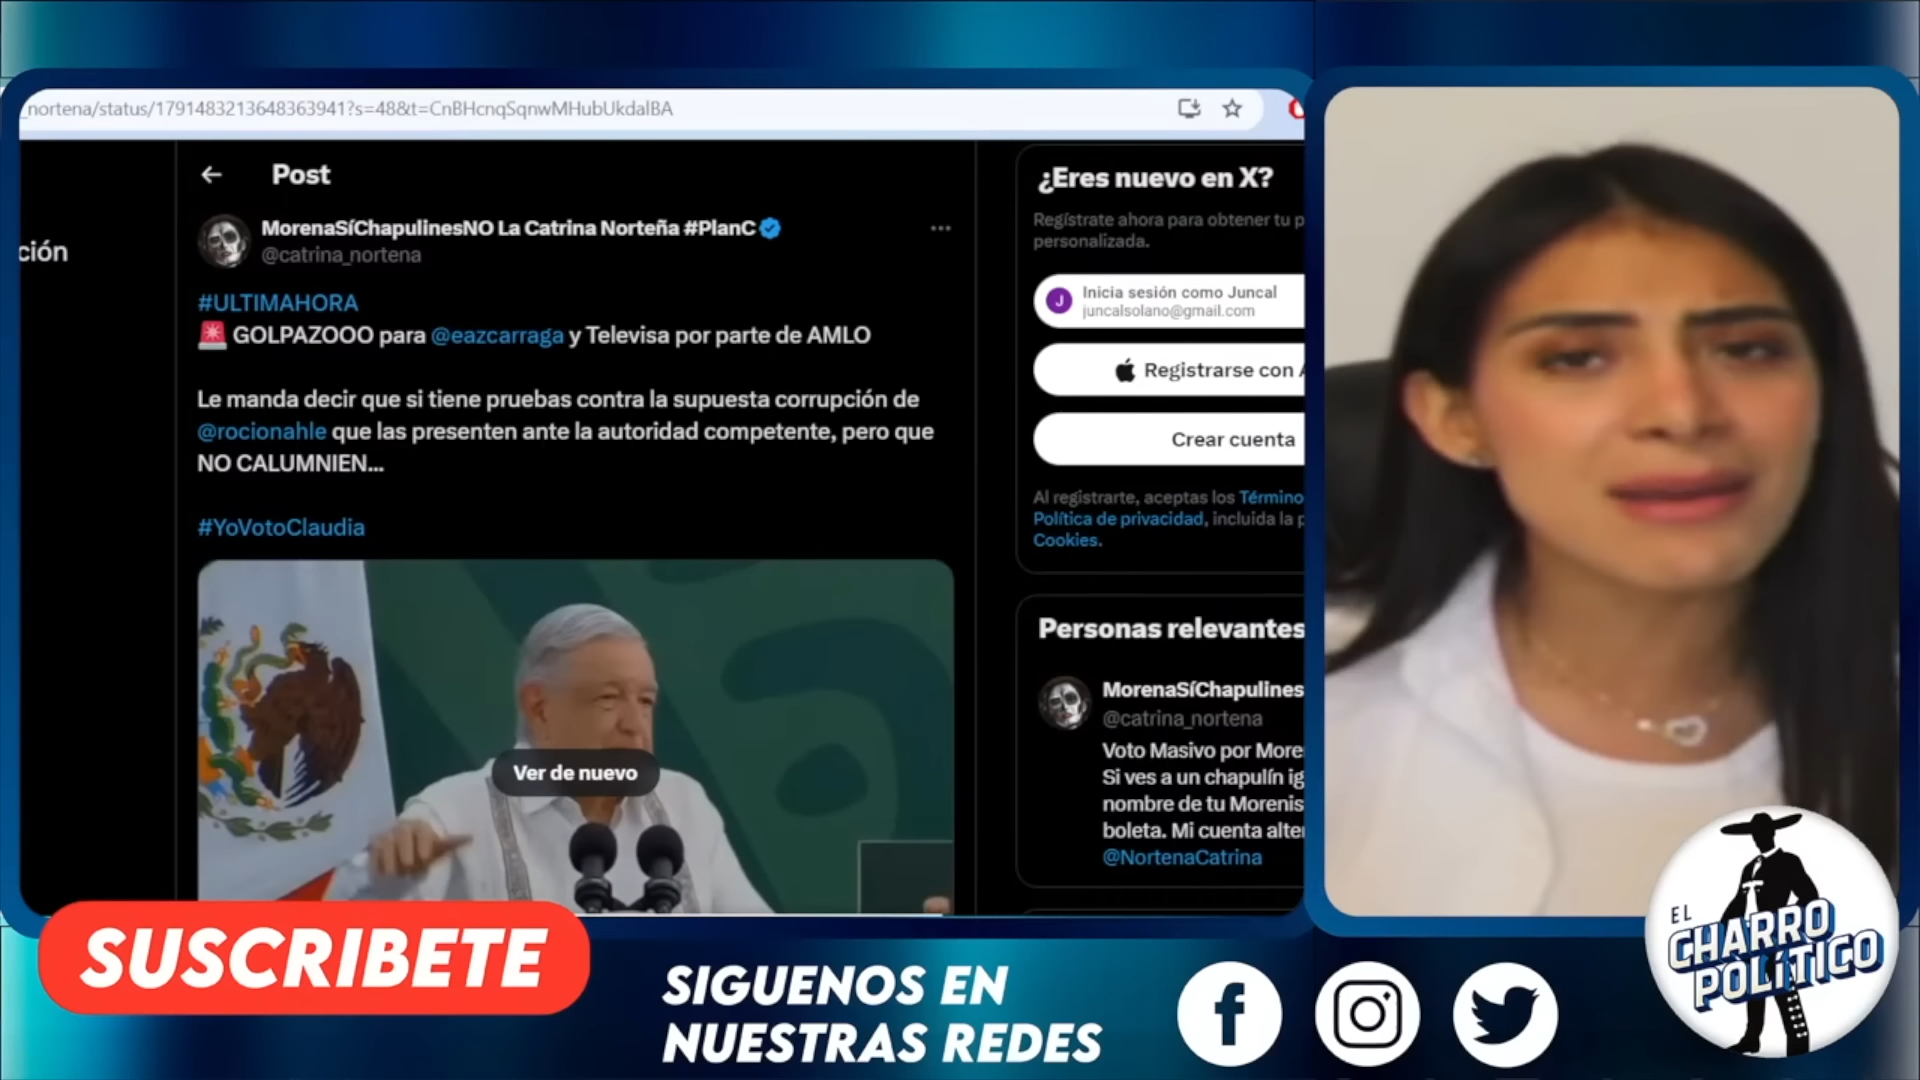 _nortena/status/1791483213648363941?s=48&t=CnBHcnqSqnwMHubUkdalBA
ción
Post
MorenaSíChapulinesNO La Catrina Norteña #PlanC
@catrina_nortena
#ULTIMAHORA
GOLPAZOOO para @eazcarraga y Televisa por parte de AMLO
Le manda decir que si tiene pruebas contra la supuesta corrupción de
@rocionahle que las presenten ante la autoridad competente, pero que
NO CALUMNIEN...
#YoVotoClaudia
Ver de nuevo
¿Eres nuevo en X?
Regístrate ahora para obtener tu p
personalizada.
J
Inicia sesión como Juncal
juncalsolano@gmail.com
Registrarse con A
Crear cuenta
Al registrarte, aceptas los Término
Política de privacidad, incluida la p
Cookies.
Personas relevantes
MorenaSíChapulines
@catrina_nortena
Voto Masivo por More
Si ves a un chapulín ig
nombre de tu Morenis
boleta. Mi cuenta alte
@NortenaCatrina
SUSCRIBETE
SIGUENOS EN
NUESTRAS REDES
EL
CHARRO
POLÍTICO